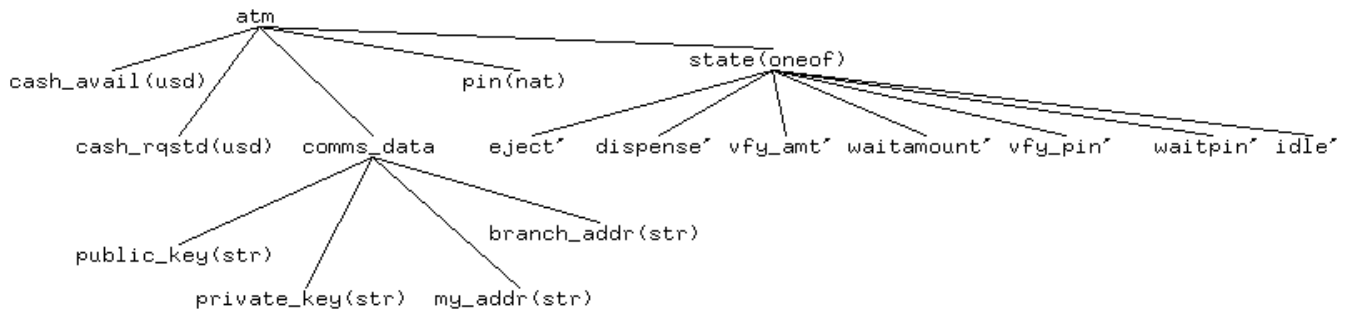 atm
state(oneof)
cash_avail(usd) pin(nat)
cash_rqstd(usd) comms_data eject' dispense' vfy_amt' waitamount' vfy_pin' waitpin' idle'
branch_addr(str)
public_key(str)
private_key(str) my_addr(str)